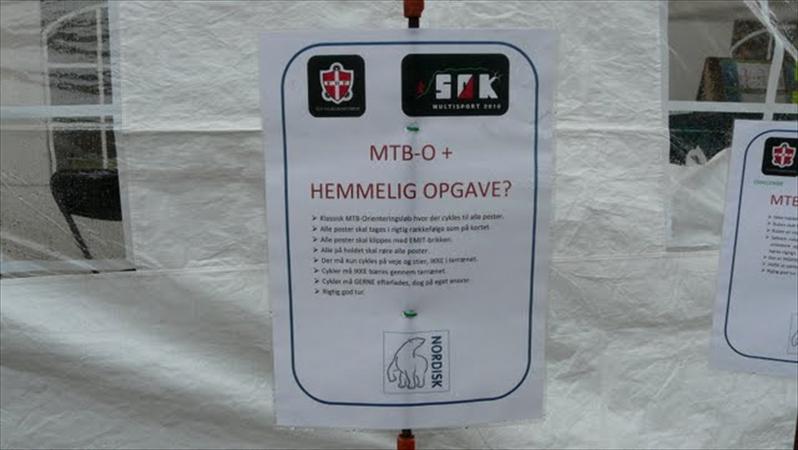 SØK
MULTISPORT 2010
MTB-O +
HEMMELIG OPGAVE?
➤ Klassisk MTB-Orienteringsløb hvor der cykles til alle poster.
➤ Alle poster skal tages i rigtig rækkefølge som på kortet
➤ Alle poster skal klippes med EMIT-brikken.
➤ Alle på holdet skal røre alle poster.
➤ Der må kun cykles på veje og stier, IKKE i terrænet.
➤ Cykler må IKKE bæres gennem terrænet.
➤ Cykler må GERNE efterlades, dog på eget ansvar.
➤ Rigtig god tur.
NORDISK
MTB